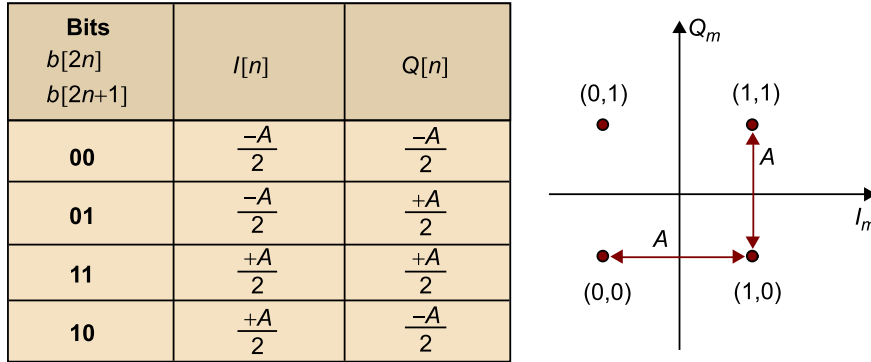 Bits
b[2n]
b[2n+1]
I[n]
Q[n]
00
−A
2
−A
2
01
−A
2
+A
2
11
+A
2
+A
2
10
+A
2
−A
2
Qm
(0,1)
(1,1)
A
Im
A
(0,0)
(1,0)